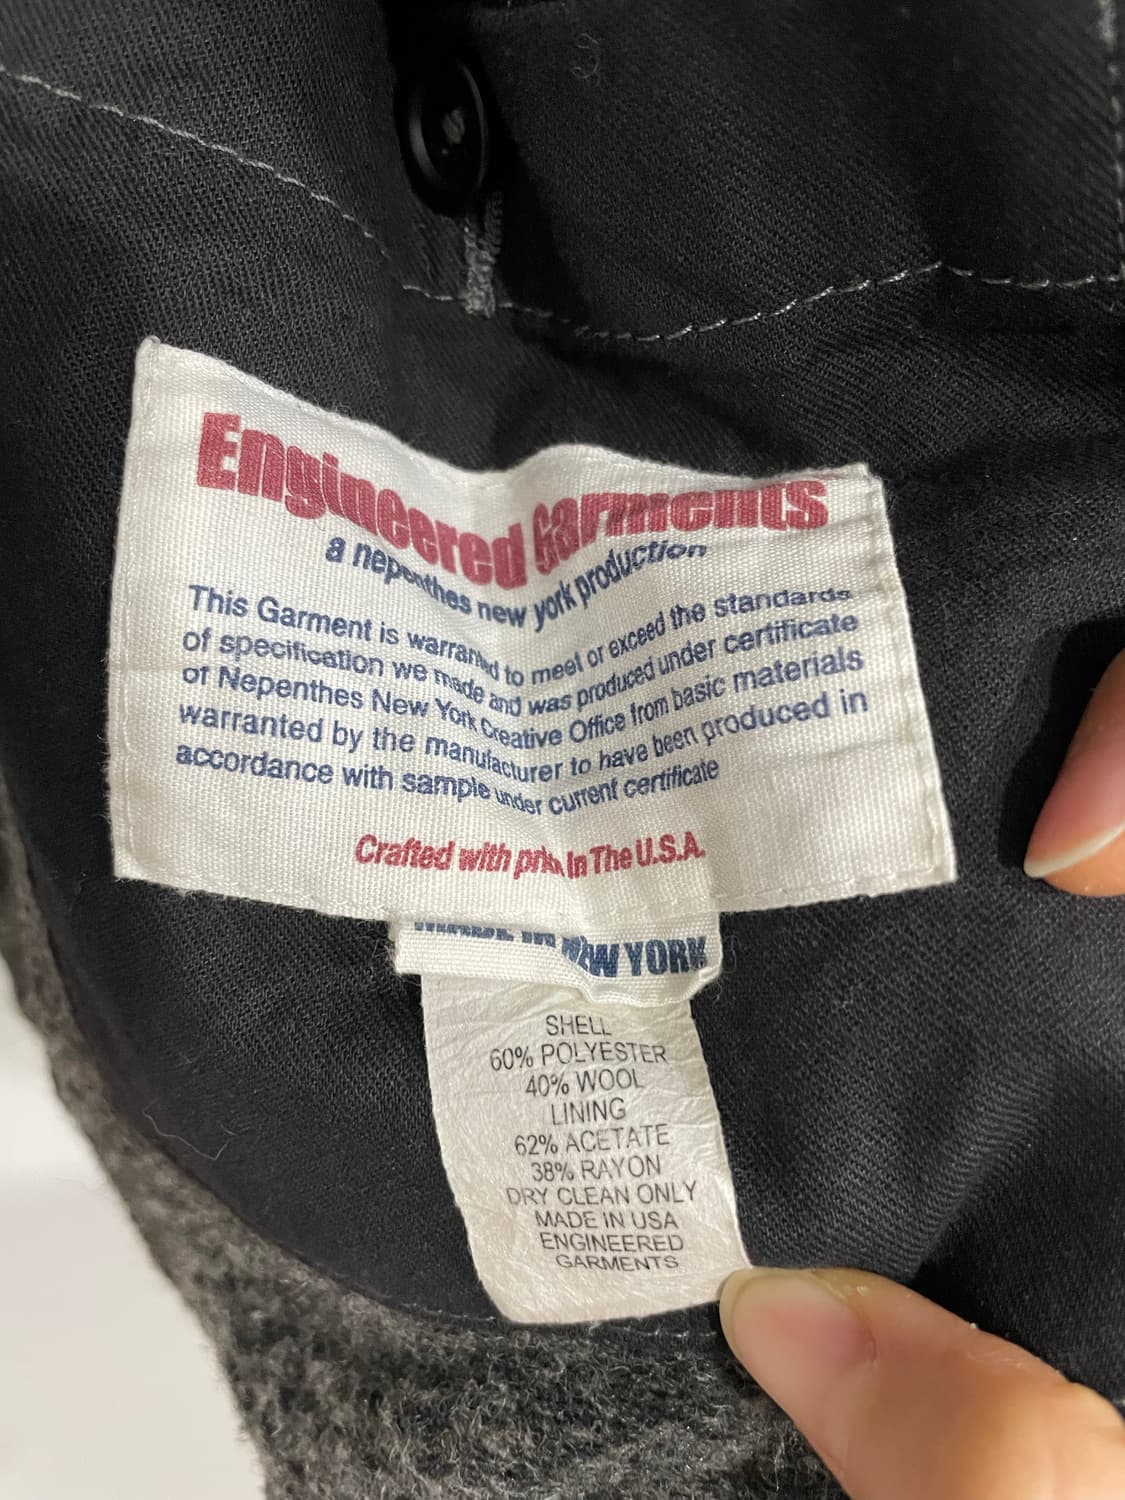 Engineered Garments
a nepenthes new york production
This Garment is warranted to meet or exceed the standards
of specification we made and was produced under certificate
of Nepenthes New York Creative Office from basic materials
warranted by the manufacturer to have been produced in
accordance with sample under current certificate
Crafted with pride In The U.S.A.
MADE IN NEW YORK
SHELL
60% POLYESTER
40% WOOL
LINING
62% ACETATE
38% RAYON
DRY CLEAN ONLY
MADE IN USA
ENGINEERED
GARMENTS